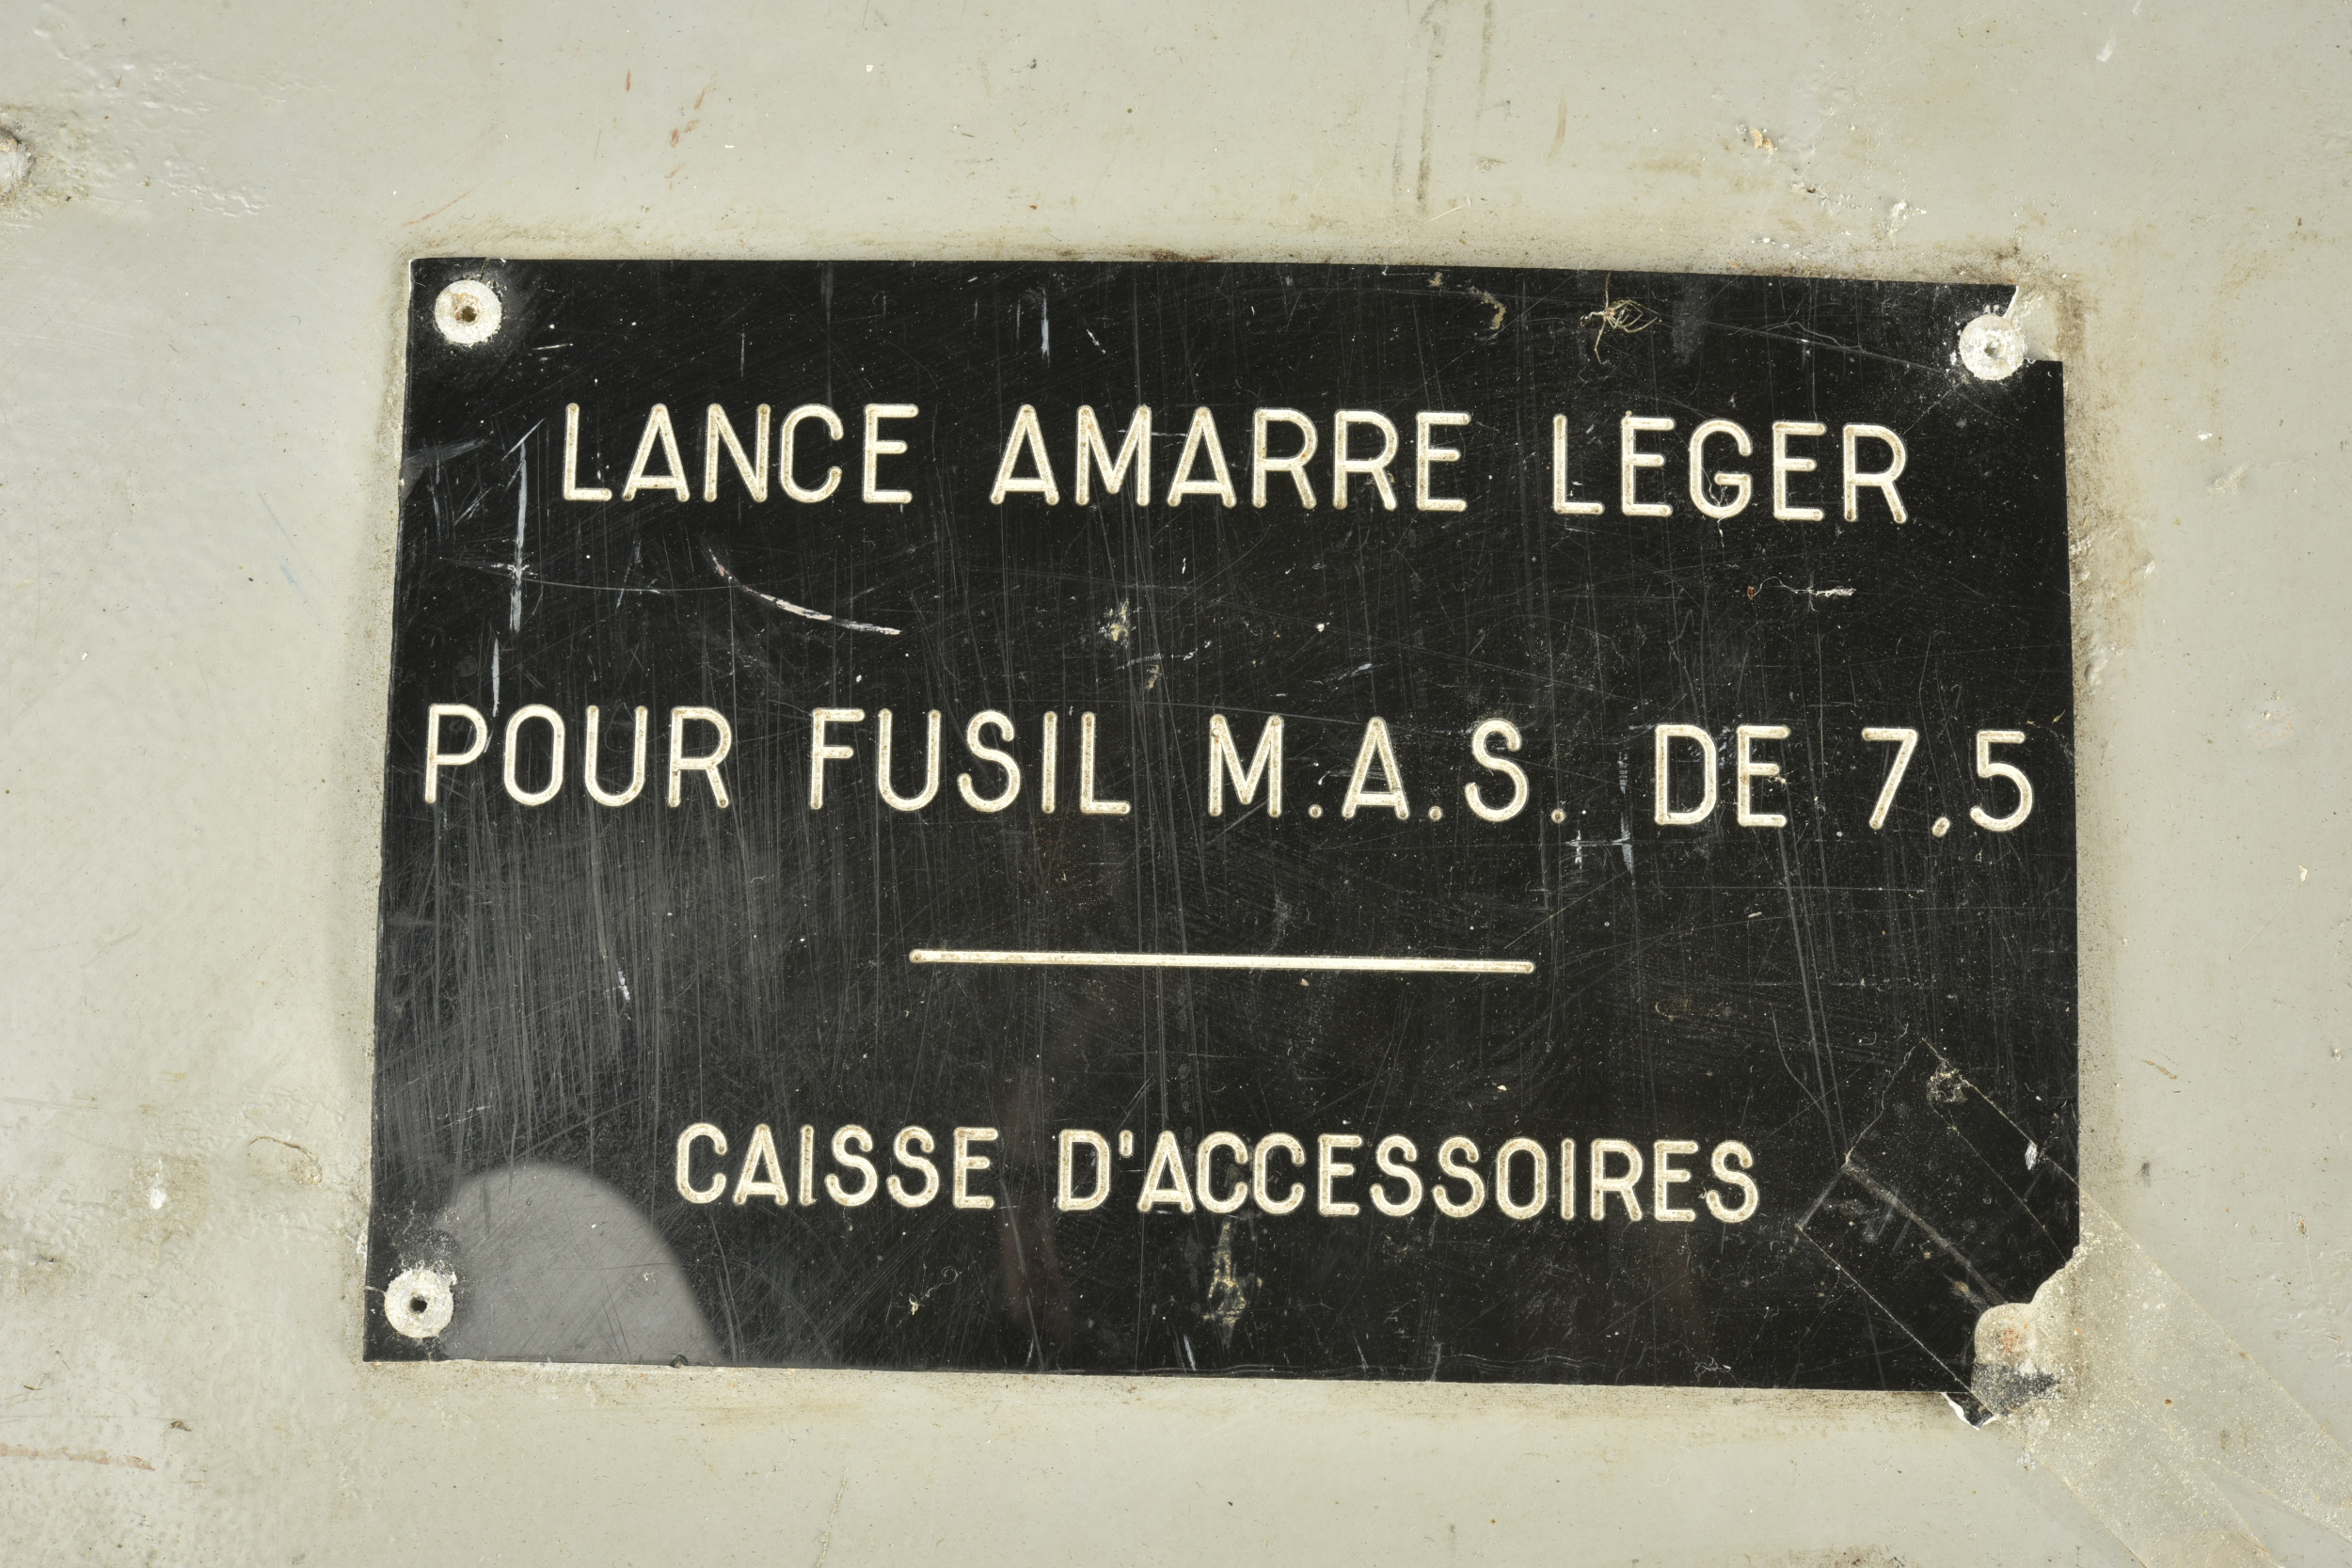 LANCE AMARRE LEGER
POUR FUSIL M.A.S. DE 7,5
CAISSE D'ACCESSOIRES